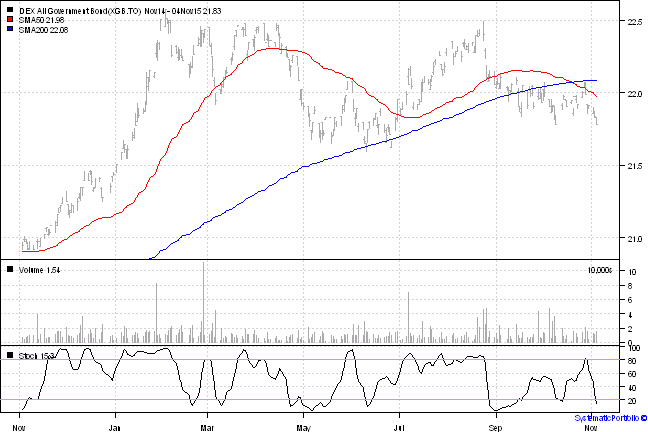 DEX All Government Bond(XGB.TO) Nov14 - 04Nov15 21.83
SMA50 21.98
SMA200 22.08
22.5
22.0
21.5
21.0
Volume 1.54
10,000s
10
8
6
4
2
0
Stoch 15.3
100
80
60
40
20
Nov
Jan
Mar
May
Jul
Sep
Nov
SystematicPortfolio ©